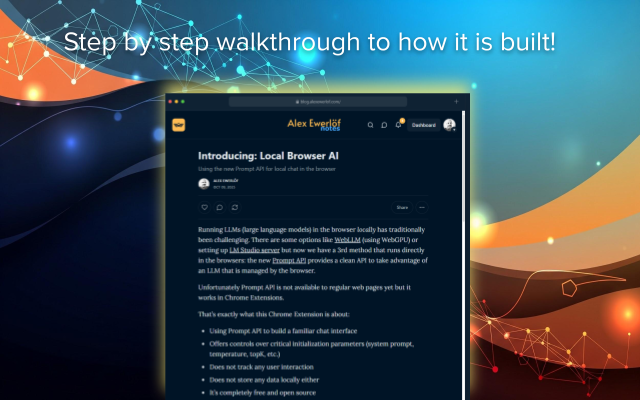 Step by step walkthrough to how it is built!
blog.alexewerlof.com/
Alex Ewerlöf
notes
Dashboard
Introducing: Local Browser AI
Using the new Prompt API for local chat in the browser
ALEX EWERLÖF
Share
Running LLMs (large language models) in the browser locally has traditionally
been challenging. There are some options like WebLLM (using WebGPU) or
setting up LM Studio server but now we have a 3rd method that runs directly
in the browsers: the new Prompt API provides a clean API to take advantage of
an LLM that is managed by the browser.
Unfortunately Prompt API is not available to regular web pages yet but it
works in Chrome Extensions.
That's exactly what this Chrome Extension is about:
• Using Prompt API to build a familiar chat interface
• Offers controls over critical initialization parameters (system prompt,
temperature, topK, etc.)
• Does not track any user interaction
• Does not store any data locally either
• It's completely free and open source